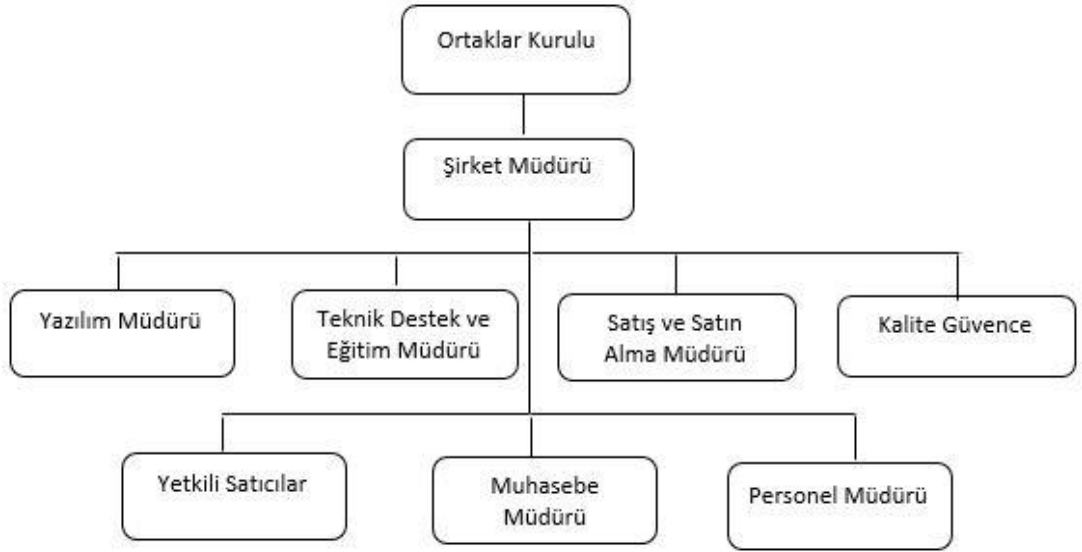 Ortaklar Kurulu
Şirket Müdürü
Yazılım Müdürü
Teknik Destek ve
Eğitim Müdürü
Satış ve Satın
Alma Müdürü
Kalite Güvence
Yetkili Satıcılar
Muhasebe
Müdürü
Personel Müdürü